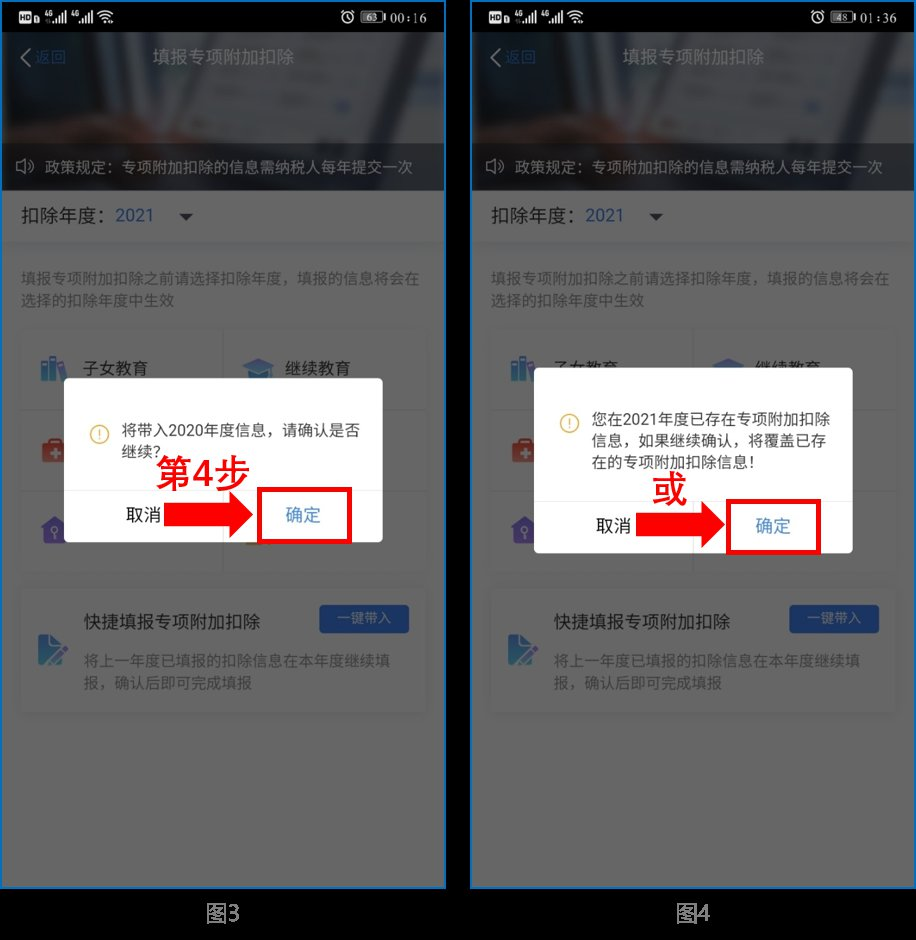 HD 4G 4G 63 00:16
返回
填报专项附加扣除
政策规定：专项附加扣除的信息需纳税人每年提交一次
扣除年度：2021
填报专项附加扣除之前请选择扣除年度，填报的信息将会在
选择的扣除年度中生效
子女教育
继续教育
将带入2020年度信息，请确认是否
继续？
第4步
取消
确定
快捷填报专项附加扣除
一键带入
将上一年度已填报的扣除信息在本年度继续填
报，确认后即可完成填报
图3
HD 4G 4G 48 01:36
返回
填报专项附加扣除
政策规定：专项附加扣除的信息需纳税人每年提交一次
扣除年度：2021
填报专项附加扣除之前请选择扣除年度，填报的信息将会在
选择的扣除年度中生效
子女教育
继续教育
您在2021年度已存在专项附加扣除
信息，如果继续确认，将覆盖已存
在的专项附加扣除信息！
或
取消
确定
快捷填报专项附加扣除
一键带入
将上一年度已填报的扣除信息在本年度继续填
报，确认后即可完成填报
图4